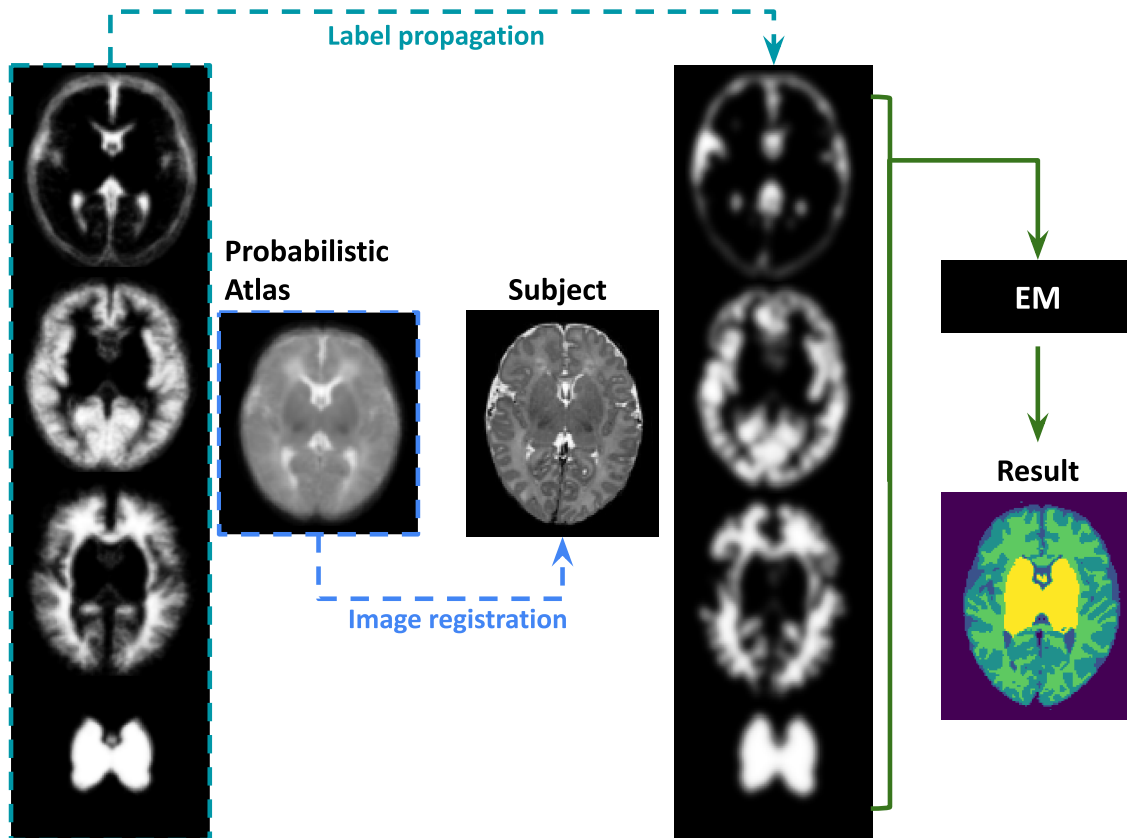 Label propagation
Probabilistic
Atlas
Subject
EM
Result
Image registration